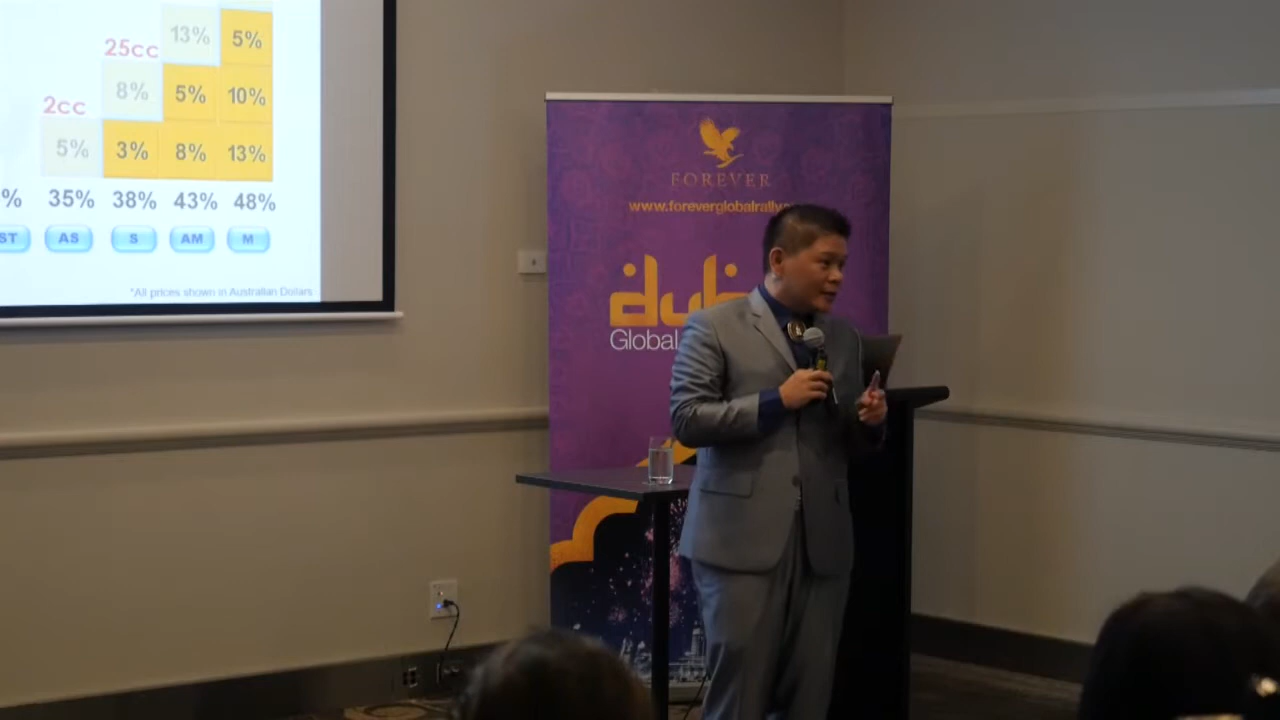 13% 5%
25cc
8% 5% 10%
2cc
5% 3% 8% 13%
% 35% 38% 43% 48%
ST AS S AM M
*All prices shown in Australian Dollars
FOREVER
www.foreverglobalrally
dub
Global